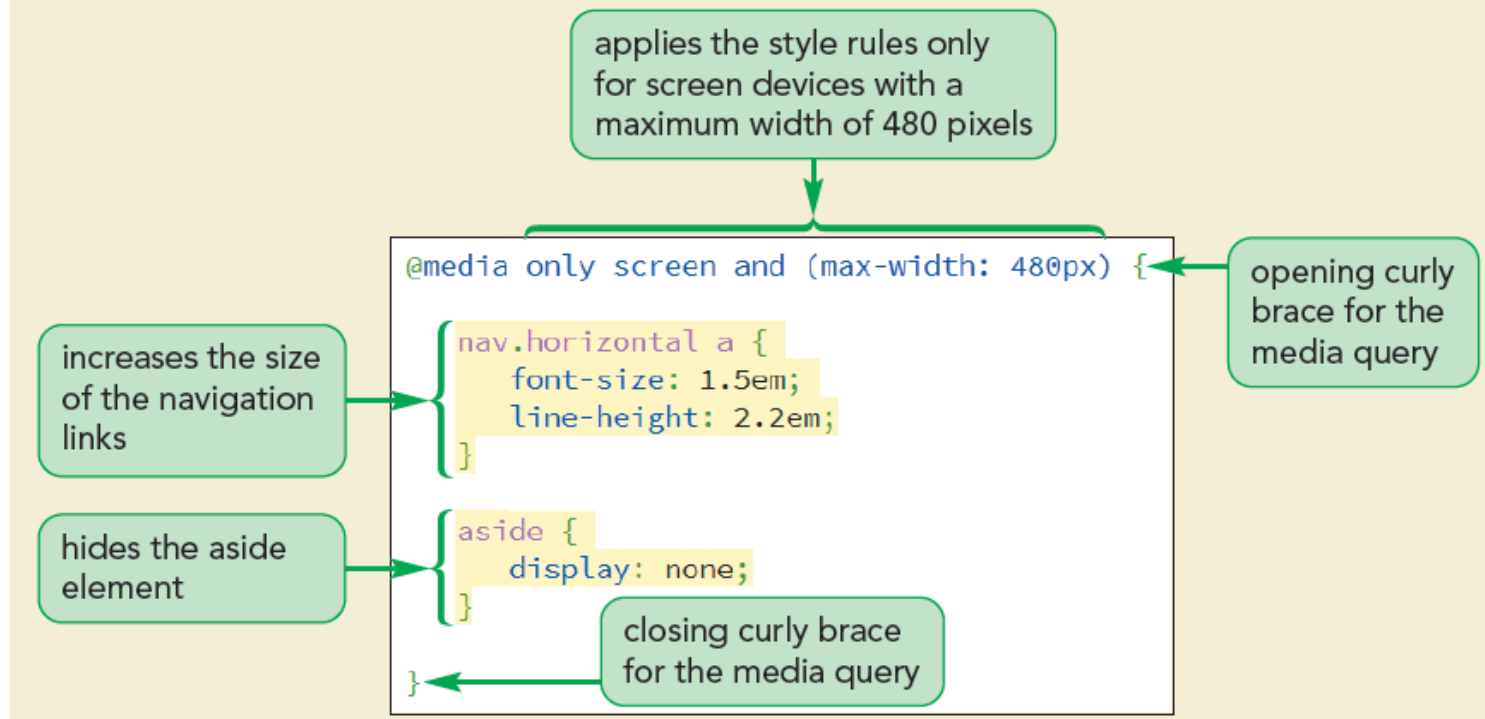 applies the style rules only
for screen devices with a
maximum width of 480 pixels
@media only screen and (max-width: 480px) {
opening curly
brace for the
media query
increases the size
of the navigation
links
nav.horizontal a {
font-size: 1.5em;
line-height: 2.2em;
}
hides the aside
element
aside {
display: none;
}
closing curly brace
for the media query
}